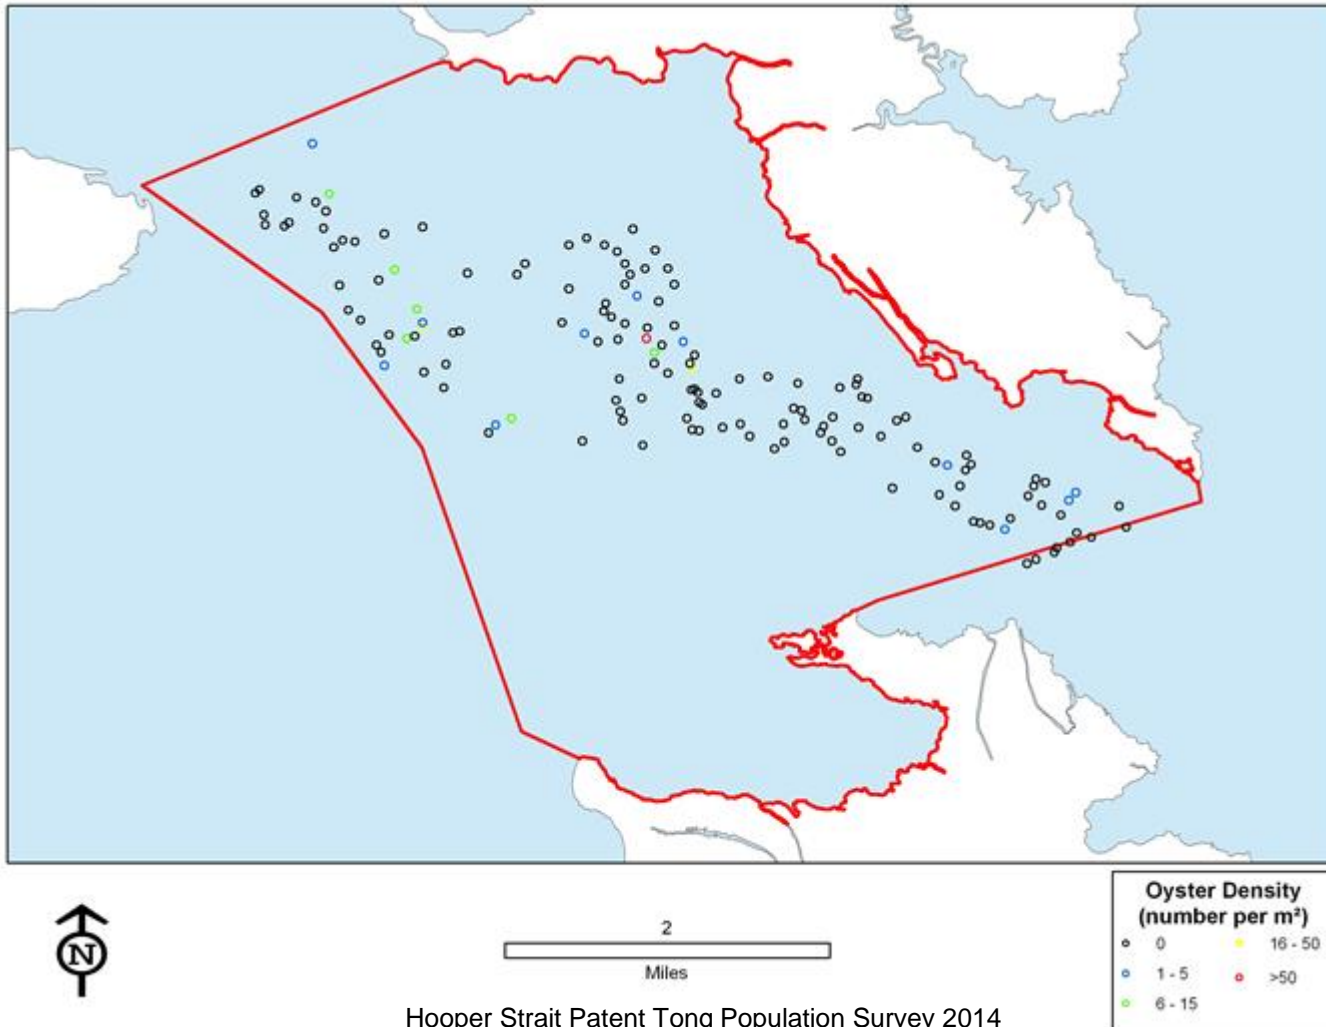 2
Miles
N
Oyster Density
(number per m²)
0
16 - 50
1 - 5
>50
6 - 15
Hooper Strait Patent Tong Population Survey 2014